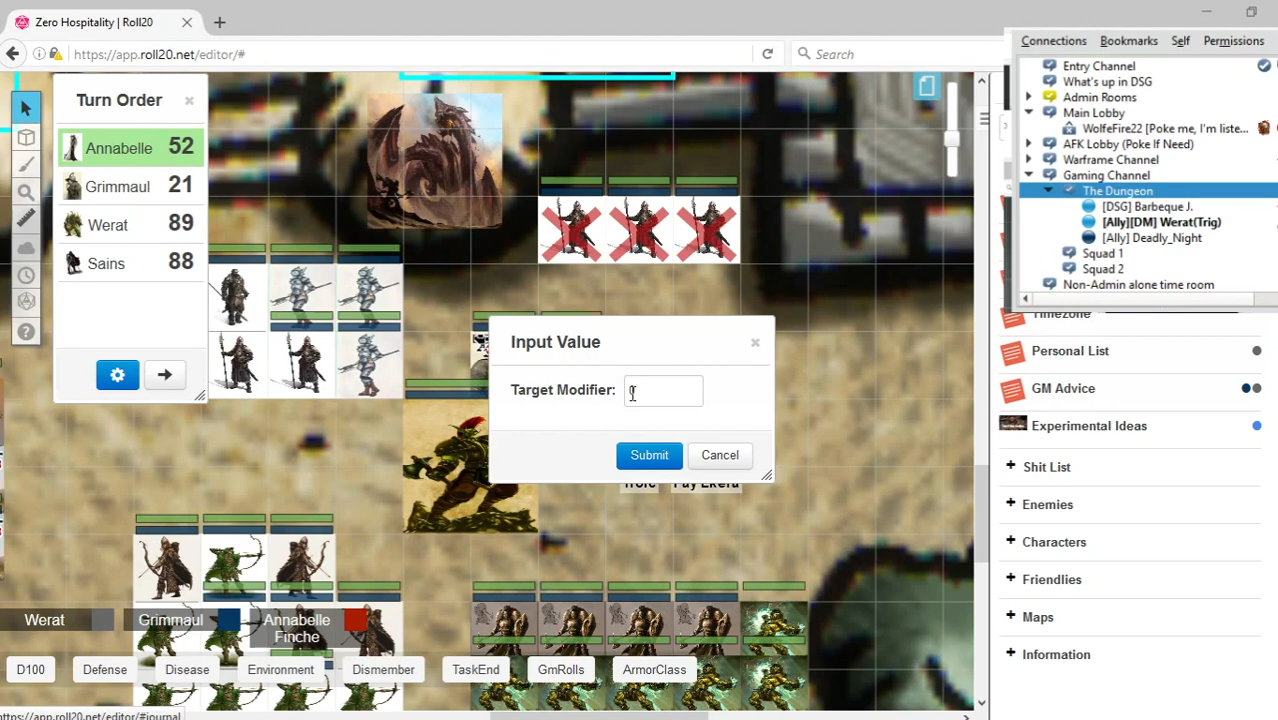 Zero Hospitality | Roll20
https://app.roll20.net/editor/#
Search
Connections Bookmarks Self Permissions
Entry Channel
What's up in DSG
Admin Rooms
Main Lobby
WolfeFire22 [Poke me, I'm liste...
AFK Lobby (Poke If Need)
Warframe Channel
Gaming Channel
The Dungeon
[DSG] Barbeque J.
[Ally][DM] Werat(Trig)
[Ally] Deadly_Night
Squad 1
Squad 2
Non-Admin alone time room
Turn Order
Annabelle 52
Grimmaul 21
Werat 89
Sains 88
Input Value
Target Modifier:
Submit Cancel
Timezone
Personal List
GM Advice
Experimental Ideas
Shit List
Enemies
Characters
Friendlies
Maps
Information
Werat
Grimmaul
Annabelle
Finche
D100 Defense Disease Environment Dismember TaskEnd GmRolls ArmorClass
https://app.roll20.net/editor/#journal